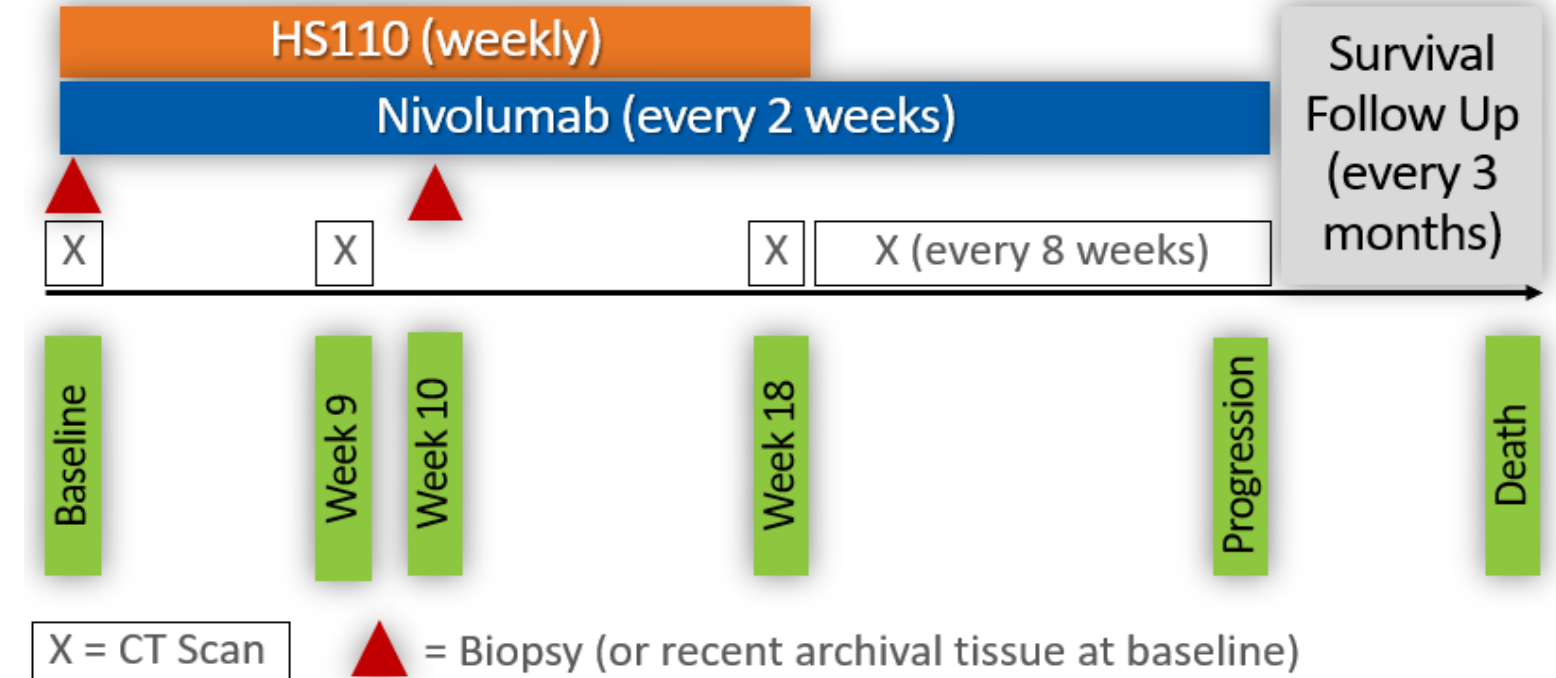 HS110 (weekly)
Nivolumab (every 2 weeks)
Survival
Follow Up
(every 3
months)
X
X
X
X (every 8 weeks)
Baseline
Week 9
Week 10
Week 18
Progression
Death
X = CT Scan
= Biopsy (or recent archival tissue at baseline)